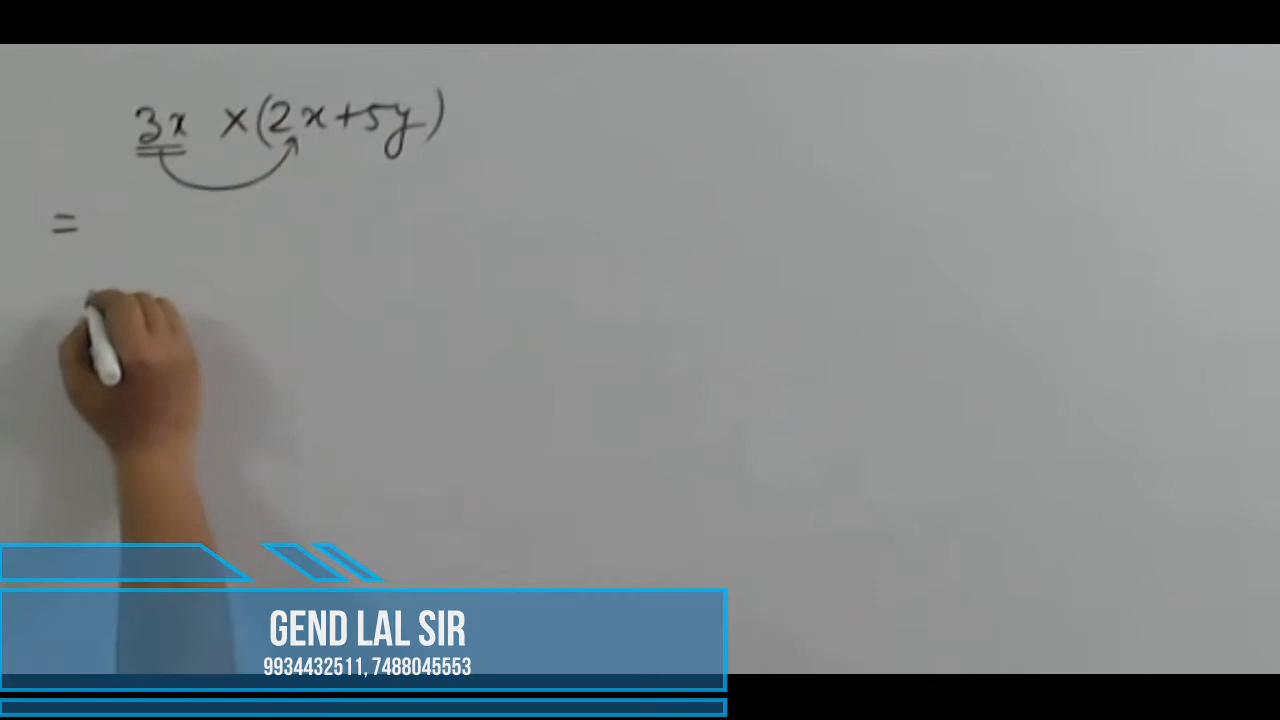 3x ×(2x+5y)
=
GEND LAL SIR
9934432511, 7488045553